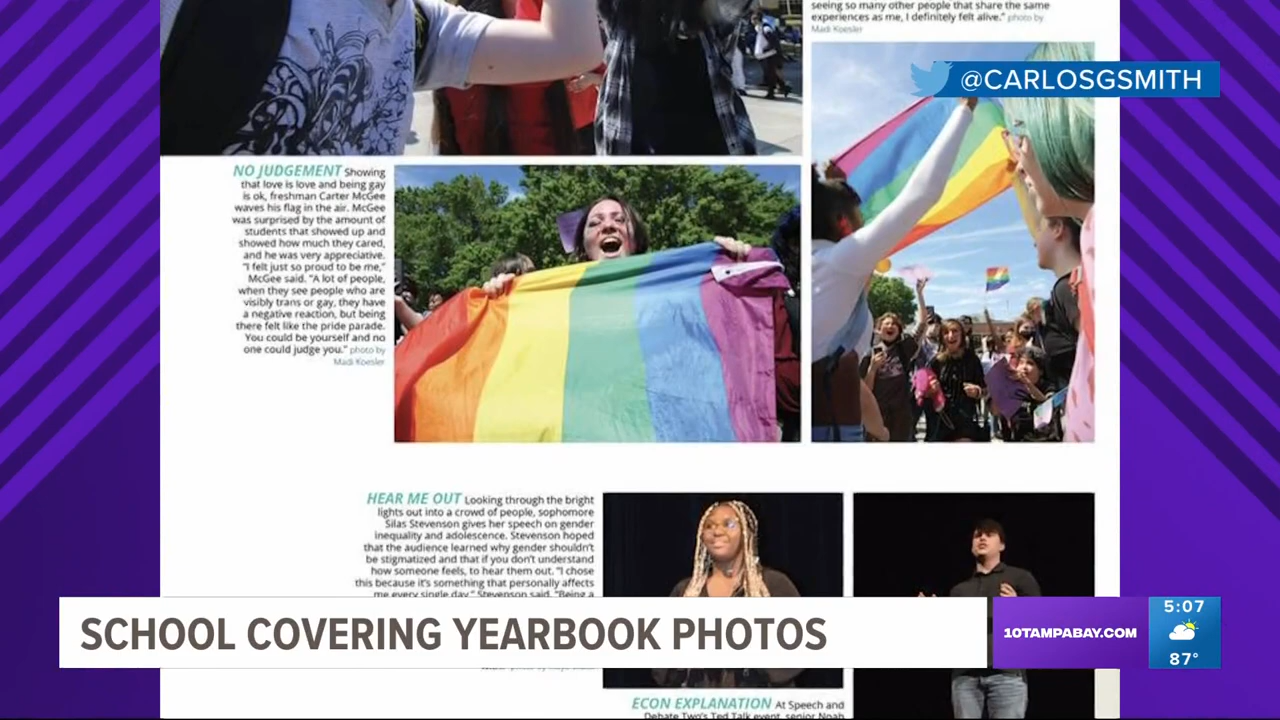 seeing so many other people that share the same
experiences as me, I definitely felt alive." photo by
Madi Koesler
@CARLOSGSMITH
NO JUDGEMENT Showing
that love is love and being gay
is ok, freshman Carter McGee
waves his flag in the air. McGee
was surprised by the amount of
students that showed up and
showed how much they cared,
and he was very appreciative.
"I felt just so proud to be me,"
McGee said. "A lot of people,
when they see people who are
visibly trans or gay, they have
a negative reaction, but being
there felt like the pride parade.
You could be yourself and no
one could judge you." photo by
Madi Koesler
HEAR ME OUT Looking through the bright
lights out into a crowd of people, sophomore
Silas Stevenson gives her speech on gender
inequality and adolescence. Stevenson hoped
that the audience learned why gender shouldn't
be stigmatized and that if you don't understand
how someone feels, to hear them out. "I chose
this because it's something that personally affects
me every single day," Stevenson said. "Being a
SCHOOL COVERING YEARBOOK PHOTOS
10TAMPABAY.COM
5:07
87°
ECON EXPLANATION At Speech and
Debate Two's Ted Talk event, senior Noah